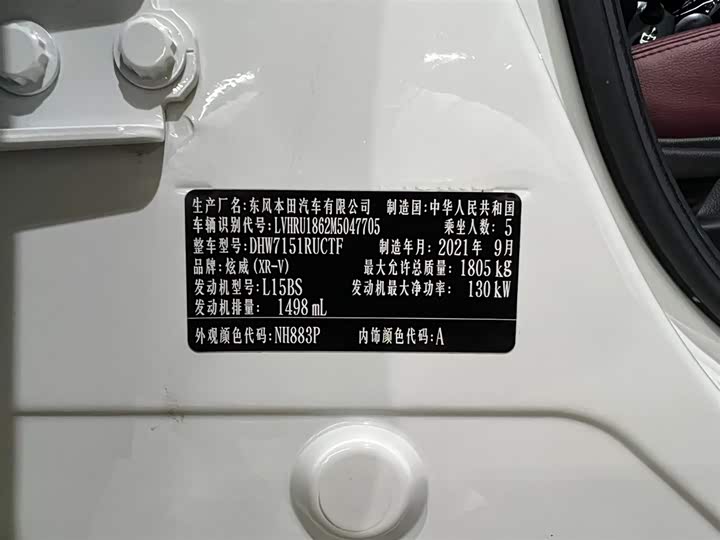 生产厂名:东风本田汽车有限公司 制造国:中华人民共和国
车辆识别代号:LVHRU1862M5047705 乘坐人数: 5
整车型号:DHW7151RUCTF 制造年月:2021年 9月
品牌:炫威(XR-V) 最大允许总质量: 1805kg
发动机型号:L15BS 发动机最大净功率: 130kW
发动机排量: 1498mL
外观颜色代码:NH883P 内饰颜色代码:A